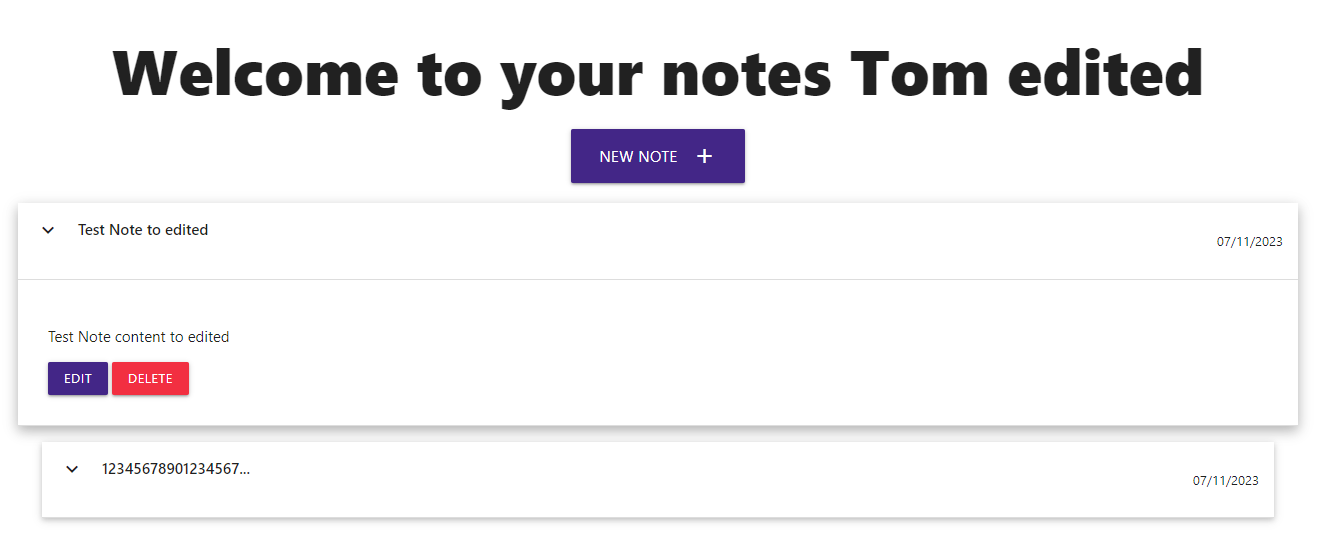 Welcome to your notes Tom edited
NEW NOTE +
Test Note to edited
07/11/2023
Test Note content to edited
EDIT DELETE
12345678901234567...
07/11/2023